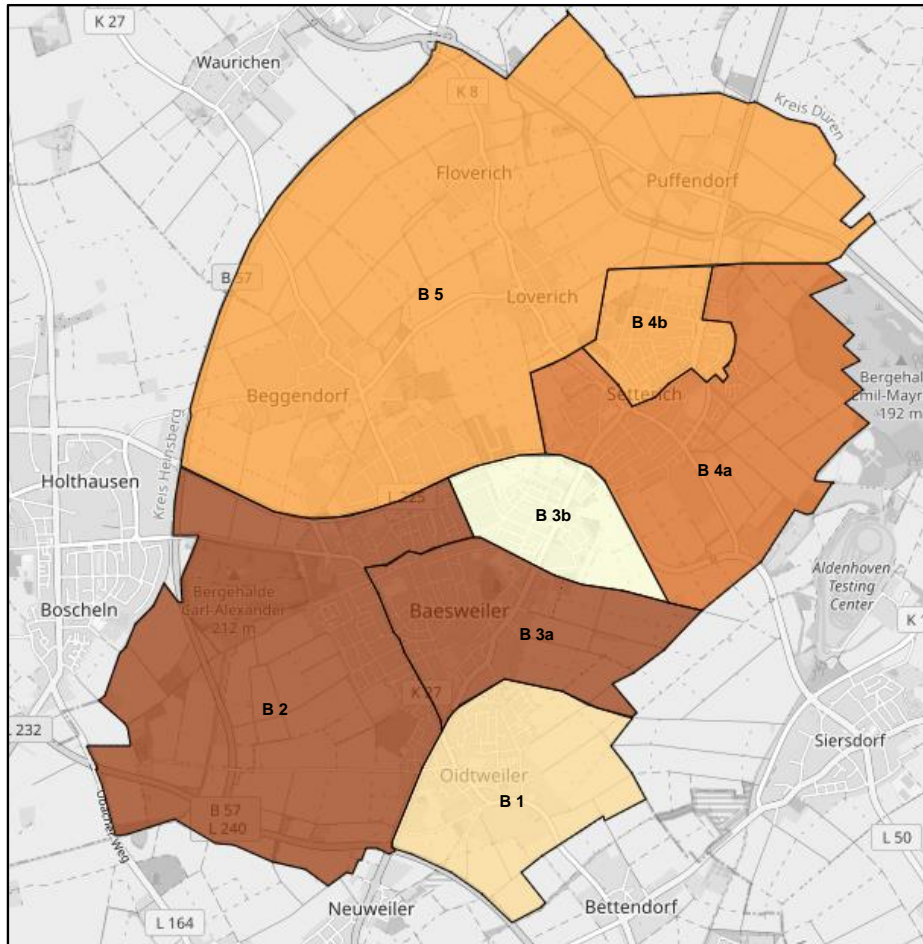 K 27
Waurichen
K 8
Kreis Düren
Floverich
Puffendorf
B 57
B 5
Loverich
B 4b
Beggendorf
Setterich
Bergehal
Emil-Mayr
192 m
Kreis Heinsberg
B 4a
Holthausen
L 225
B 3b
Aldenhoven
Testing
Center
Bergehalde
Carl-Alexander
212 m
Boscheln
Baesweiler
K 1
B 3a
K 27
B 2
L 232
Siersdorf
Oidtweiler
B 1
B 57
L 240
Übacher Weg
L 50
Neuweiler
Bettendorf
L 164